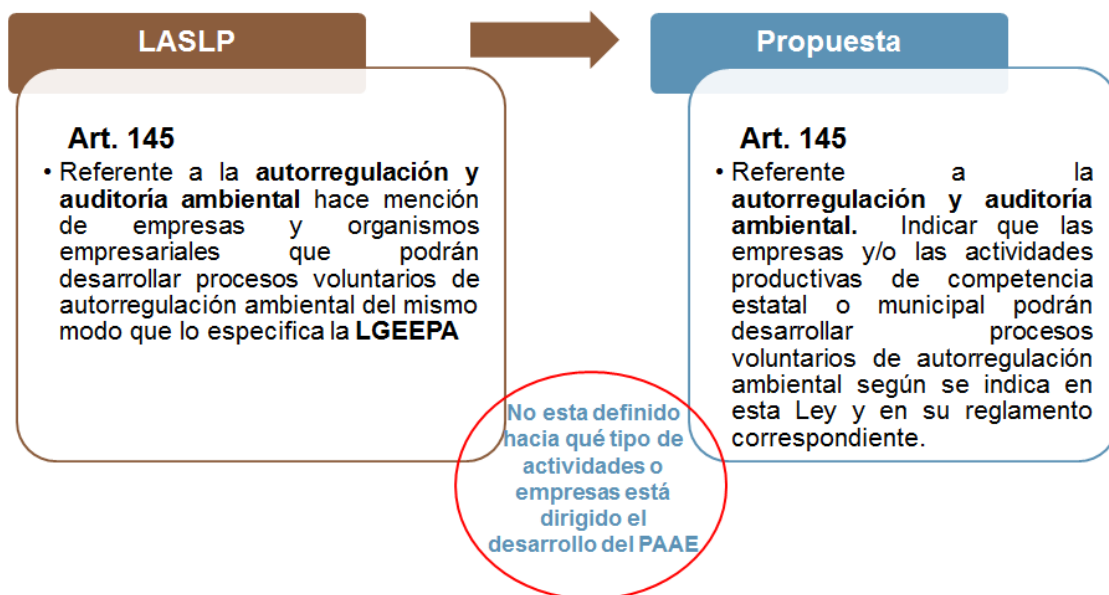 LASLP
Propuesta
Art. 145
• Referente a la autorregulación y
auditoría ambiental hace mención
de empresas y organismos
empresariales que podrán
desarrollar procesos voluntarios de
autorregulación ambiental del mismo
modo que lo especifica la LGEEPA
Art. 145
• Referente a la
autorregulación y auditoría
ambiental. Indicar que las
empresas y/o las actividades
productivas de competencia
estatal o municipal podrán
desarrollar procesos
voluntarios de autorregulación
ambiental según se indica en
esta Ley y en su reglamento
correspondiente.
No esta definido
hacia qué tipo de
actividades o
empresas está
dirigido el
desarrollo del PAAE